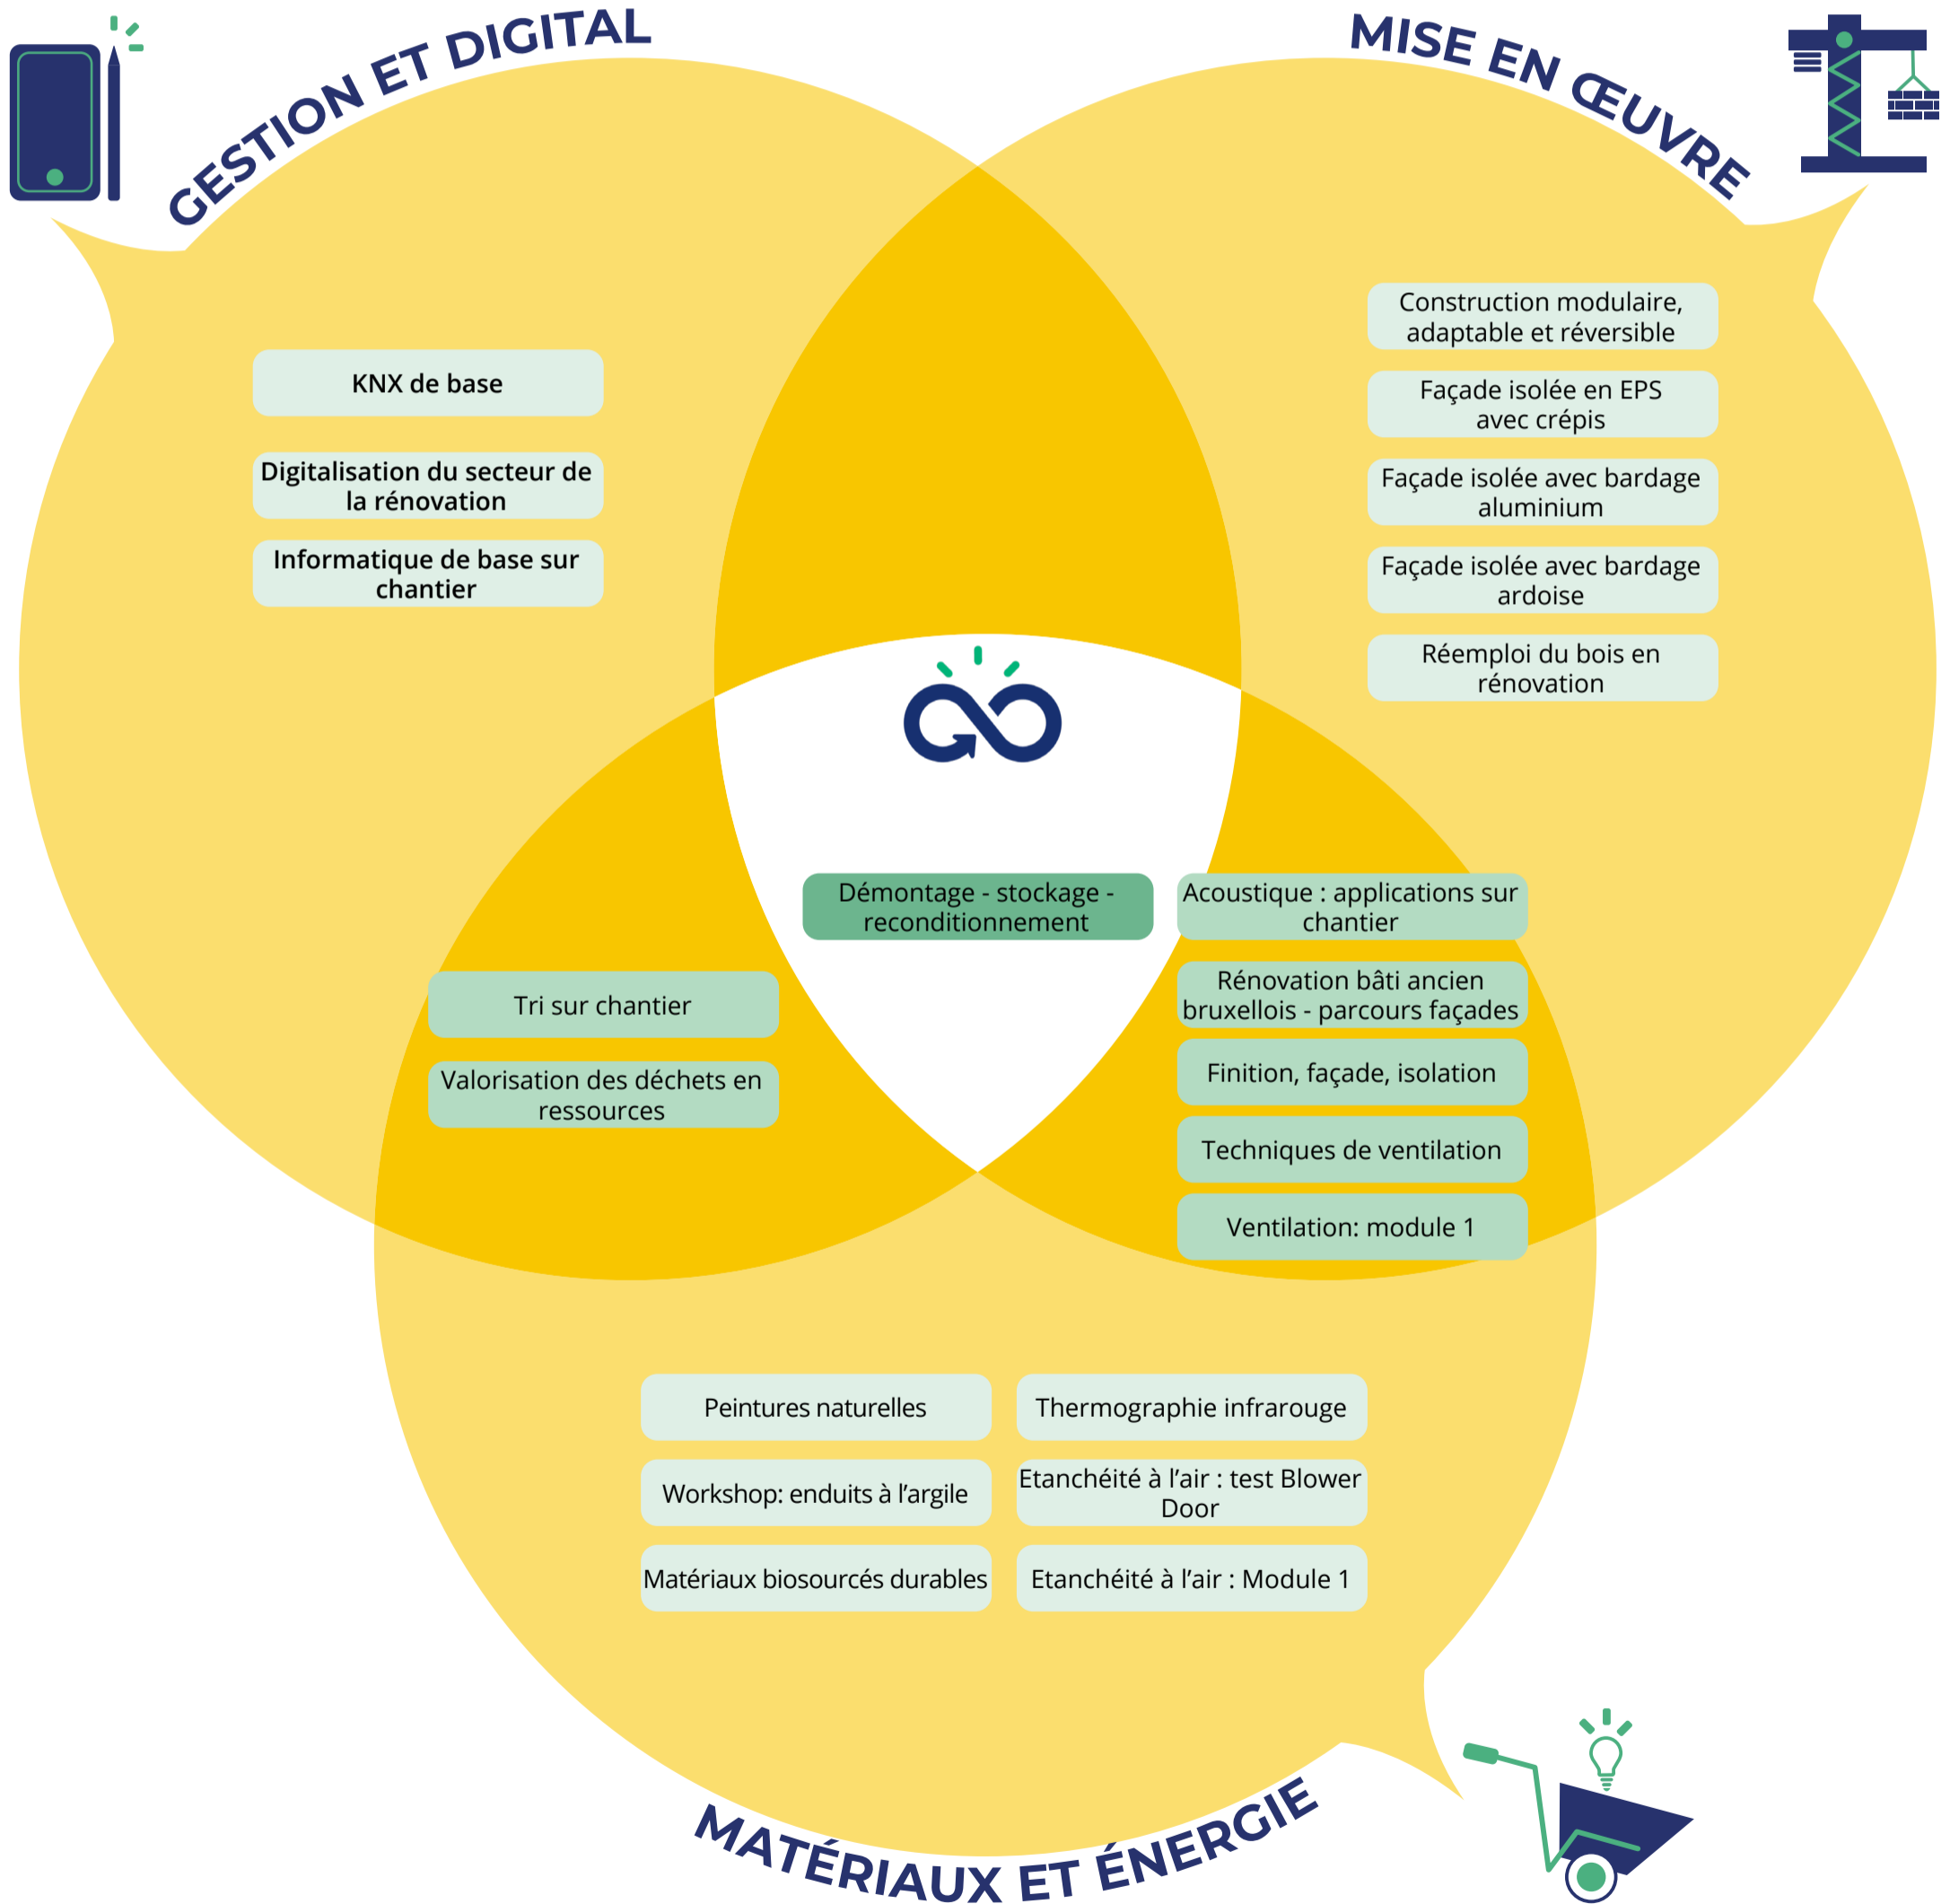 GESTION ET DIGITAL
MISE EN ŒUVRE
KNX de base
Digitalisation du secteur de
la rénovation
Informatique de base sur
chantier
Construction modulaire,
adaptable et réversible
Façade isolée en EPS
avec crépis
Façade isolée avec bardage
aluminium
Façade isolée avec bardage
ardoise
Réemploi du bois en
rénovation
Démontage - stockage -
reconditionnement
Tri sur chantier
Valorisation des déchets en
ressources
Acoustique : applications sur
chantier
Rénovation bâti ancien
bruxellois - parcours façades
Finition, façade, isolation
Techniques de ventilation
Ventilation: module 1
Peintures naturelles
Workshop: enduits à l’argile
Matériaux biosourcés durables
Thermographie infrarouge
Etanchéité à l’air : test Blower
Door
Etanchéité à l’air : Module 1
MATÉRIAUX ET ÉNERGIE